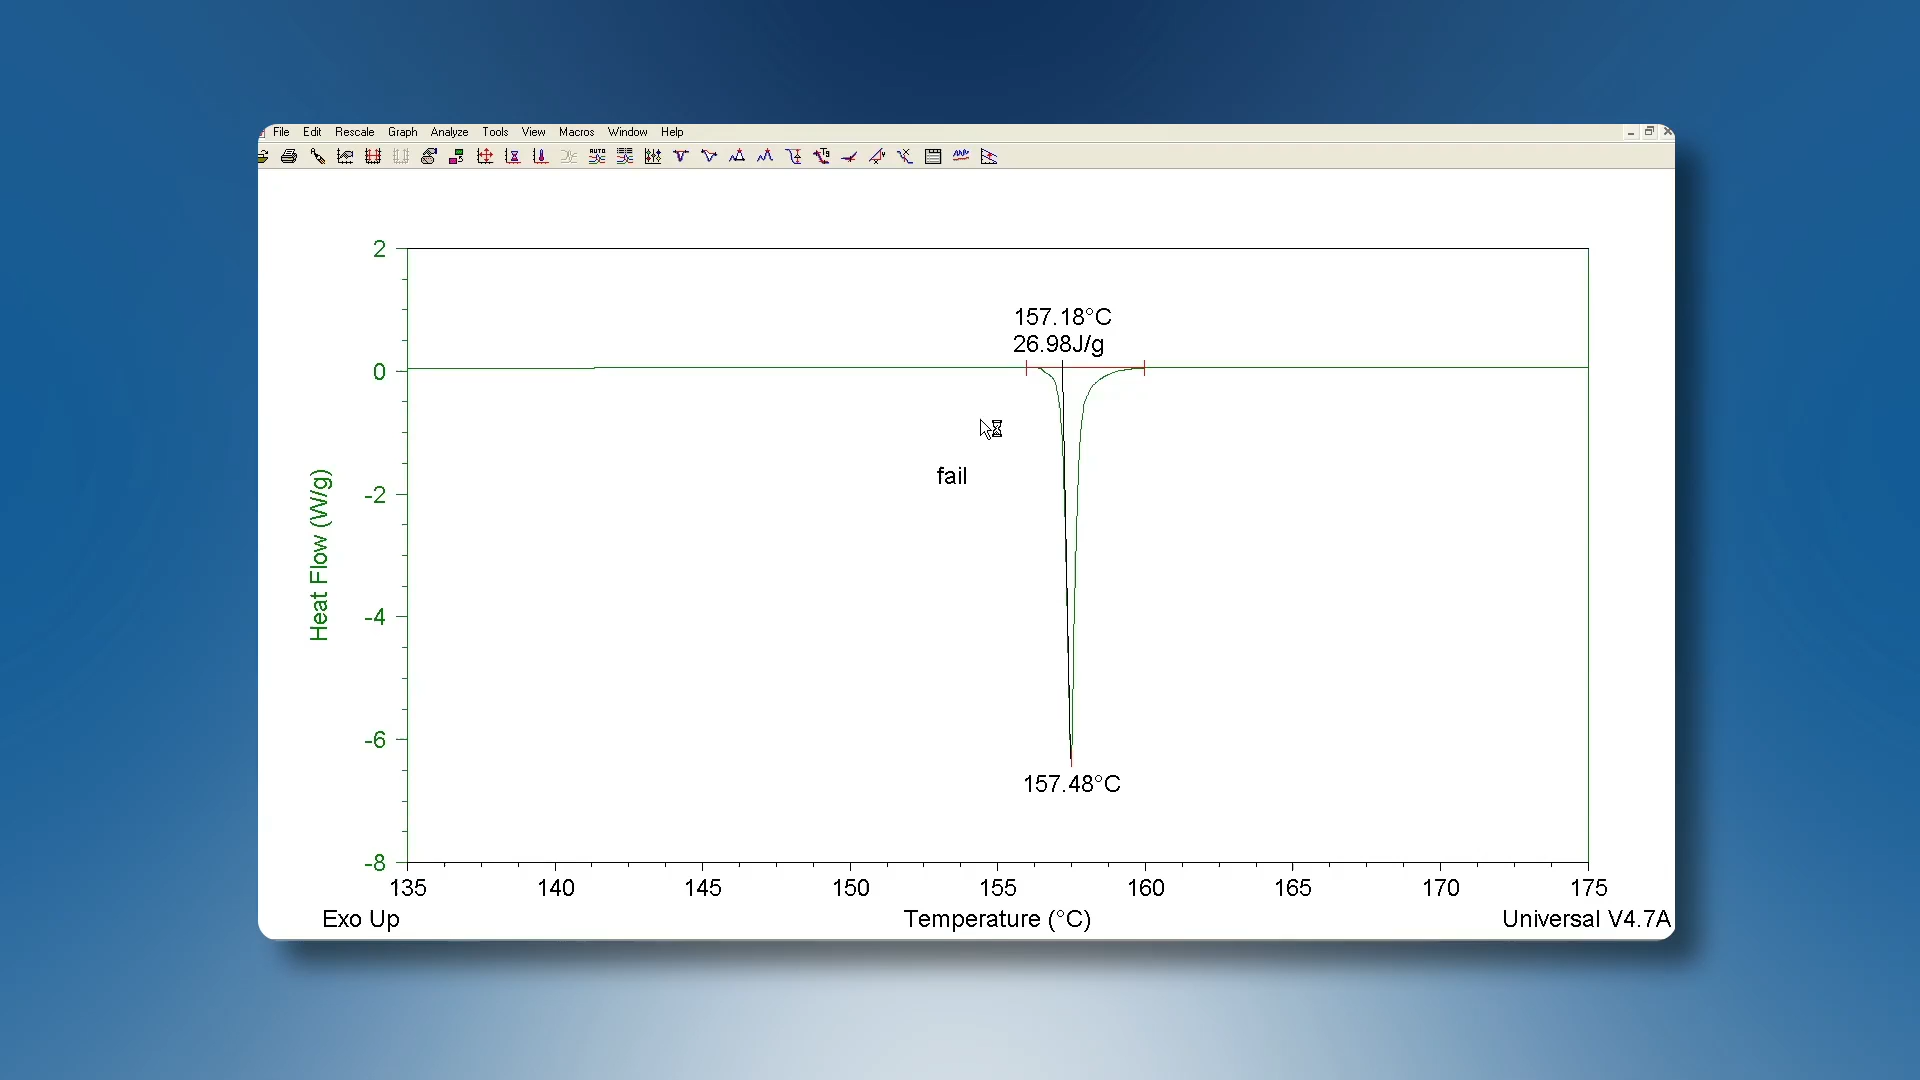 File Edit Rescale Graph Analyze Tools View Macros Window Help
2
157.18°C
26.98J/g
0
fail
-2
Heat Flow (W/g)
-4
-6
157.48°C
-8
135 140 145 150 155 160 165 170 175
Exo Up Temperature (°C) Universal V4.7A